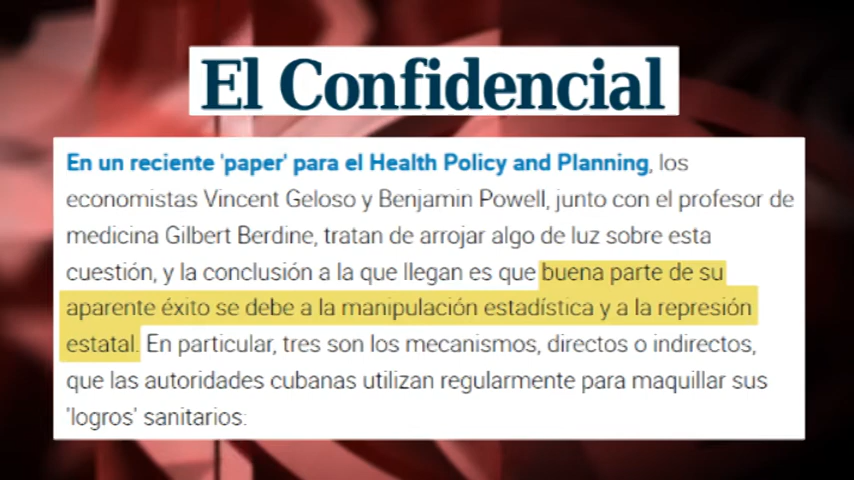 El Confidencial
En un reciente 'paper' para el Health Policy and Planning, los
economistas Vincent Geloso y Benjamin Powell, junto con el profesor de
medicina Gilbert Berdine, tratan de arrojar algo de luz sobre esta
cuestión, y la conclusión a la que llegan es que buena parte de su
aparente éxito se debe a la manipulación estadística y a la represión
estatal. En particular, tres son los mecanismos, directos o indirectos,
que las autoridades cubanas utilizan regularmente para maquillar sus
'logros' sanitarios: